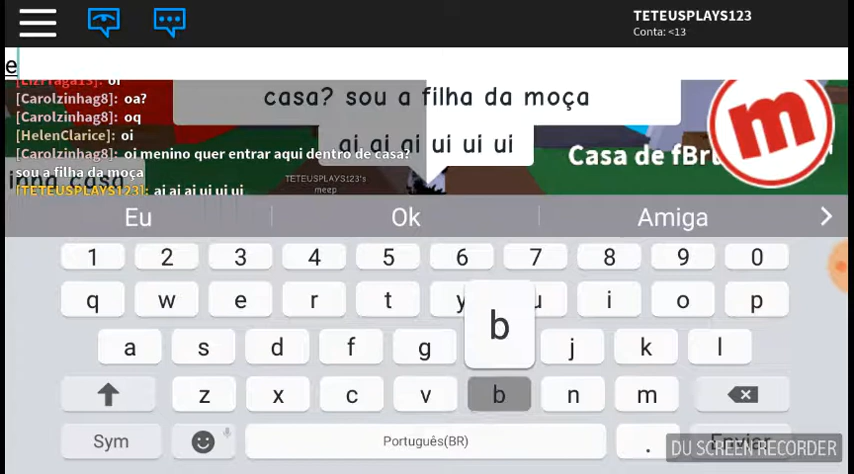 TETEUSPLAYS123
Conta: <13
e
[Carolzinhag8]: oa?
[Carolzinhag8]: oq
[HelenClarice]: oi
[Carolzinhag8]: oi menino quer entrar aqui dentro de casa?
sou a filha da moça
[TETEUSPLAYS123]: ai ai ai ui ui ui
casa? sou a filha da moça
ai ai ai ui ui ui
TETEUSPLAYS123's
meep
Casa de
m
Eu Ok Amiga
1 2 3 4 5 6 7 8 9 0
q w e r t y u i o p
a s d f g b j k l
z x c v b n m
Sym Português(BR) .
DU SCREEN RECORDER